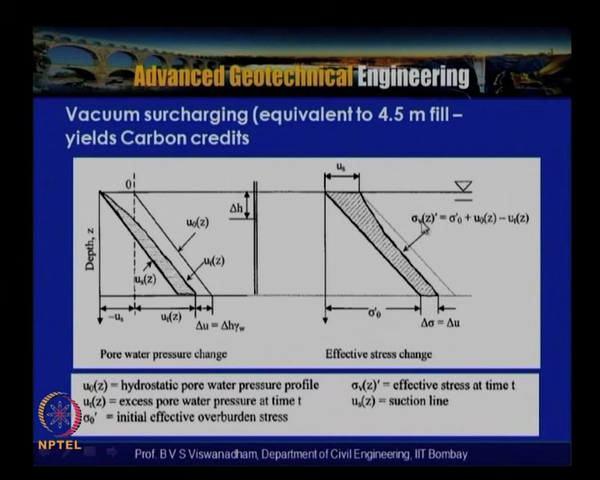 Advanced Geotechnical Engineering
Vacuum surcharging (equivalent to 4.5 m fill –
yields Carbon credits
0
Δh
u₀(z)
uₜ(z)
uₛ(z)
Depth, z
-uₛ
uₜ(z)
Δu = Δhγw
Pore water pressure change
uₛ
σᵥ(z)' = σ'₀ + u₀(z) – uₜ(z)
σ'₀
Δσ = Δu
Effective stress change
u₀(z) = hydrostatic pore water pressure profile
uₜ(z) = excess pore water pressure at time t
σ₀' = initial effective overburden stress
σᵥ(z)' = effective stress at time t
uₛ(z) = suction line
NPTEL
Prof. B V S Viswanadham, Department of Civil Engineering, IIT Bombay